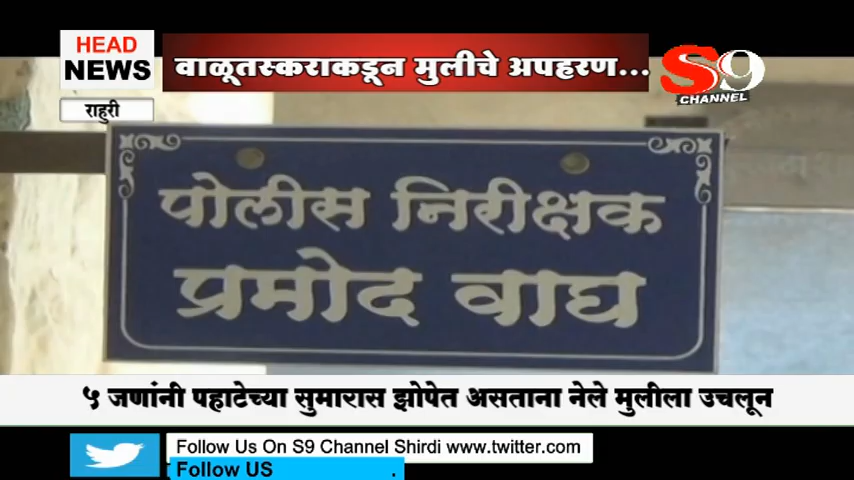 HEAD
NEWS
वाळूतस्कराकडून मुलीचे अपहरण...
S9
CHANNEL
राहुरी
पोलीस निरीक्षक
प्रमोद वाघ
५ जणांनी पहाटेच्या सुमारास झोपेत असताना नेले मुलीला उचलून
Follow Us On S9 Channel Shirdi www.twitter.com
Follow US .